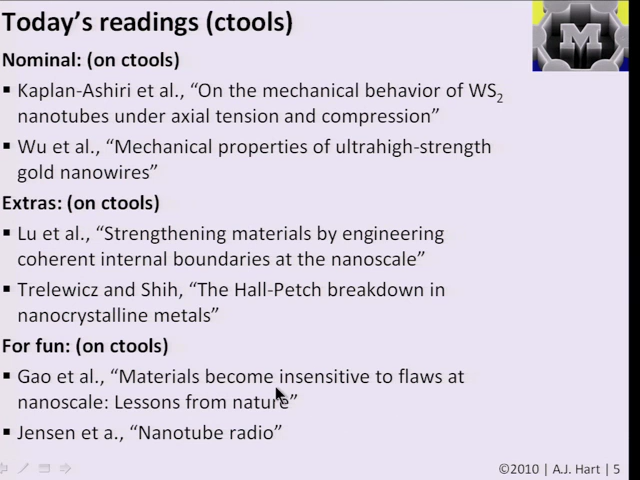 Today's readings (ctools)
M
Nominal: (on ctools)
▪ Kaplan-Ashiri et al., “On the mechanical behavior of WS₂
nanotubes under axial tension and compression”
▪ Wu et al., “Mechanical properties of ultrahigh-strength
gold nanowires”
Extras: (on ctools)
▪ Lu et al., “Strengthening materials by engineering
coherent internal boundaries at the nanoscale”
▪ Trelewicz and Shih, “The Hall-Petch breakdown in
nanocrystalline metals”
For fun: (on ctools)
▪ Gao et al., “Materials become insensitive to flaws at
nanoscale: Lessons from nature”
▪ Jensen et a., “Nanotube radio”
©2010 | A.J. Hart | 5